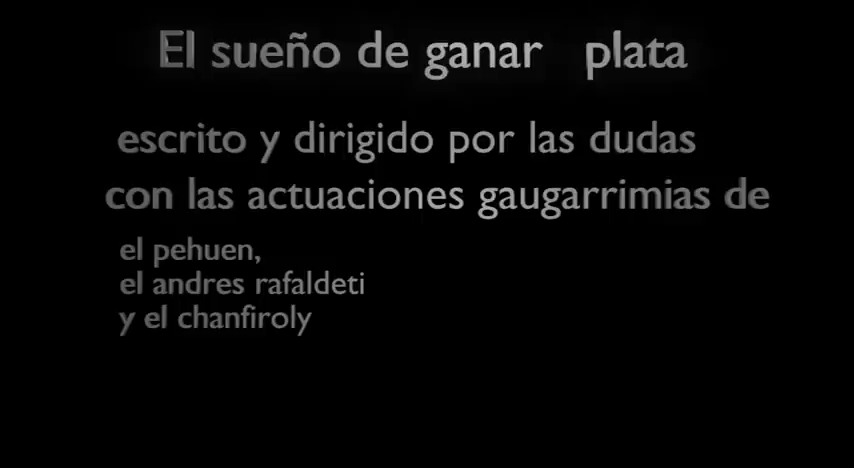 El sueño de ganar plata
escrito y dirigido por las dudas
con las actuaciones gaugarrimias de
el pehuen,
el andres rafaldeti
y el chanfiroly